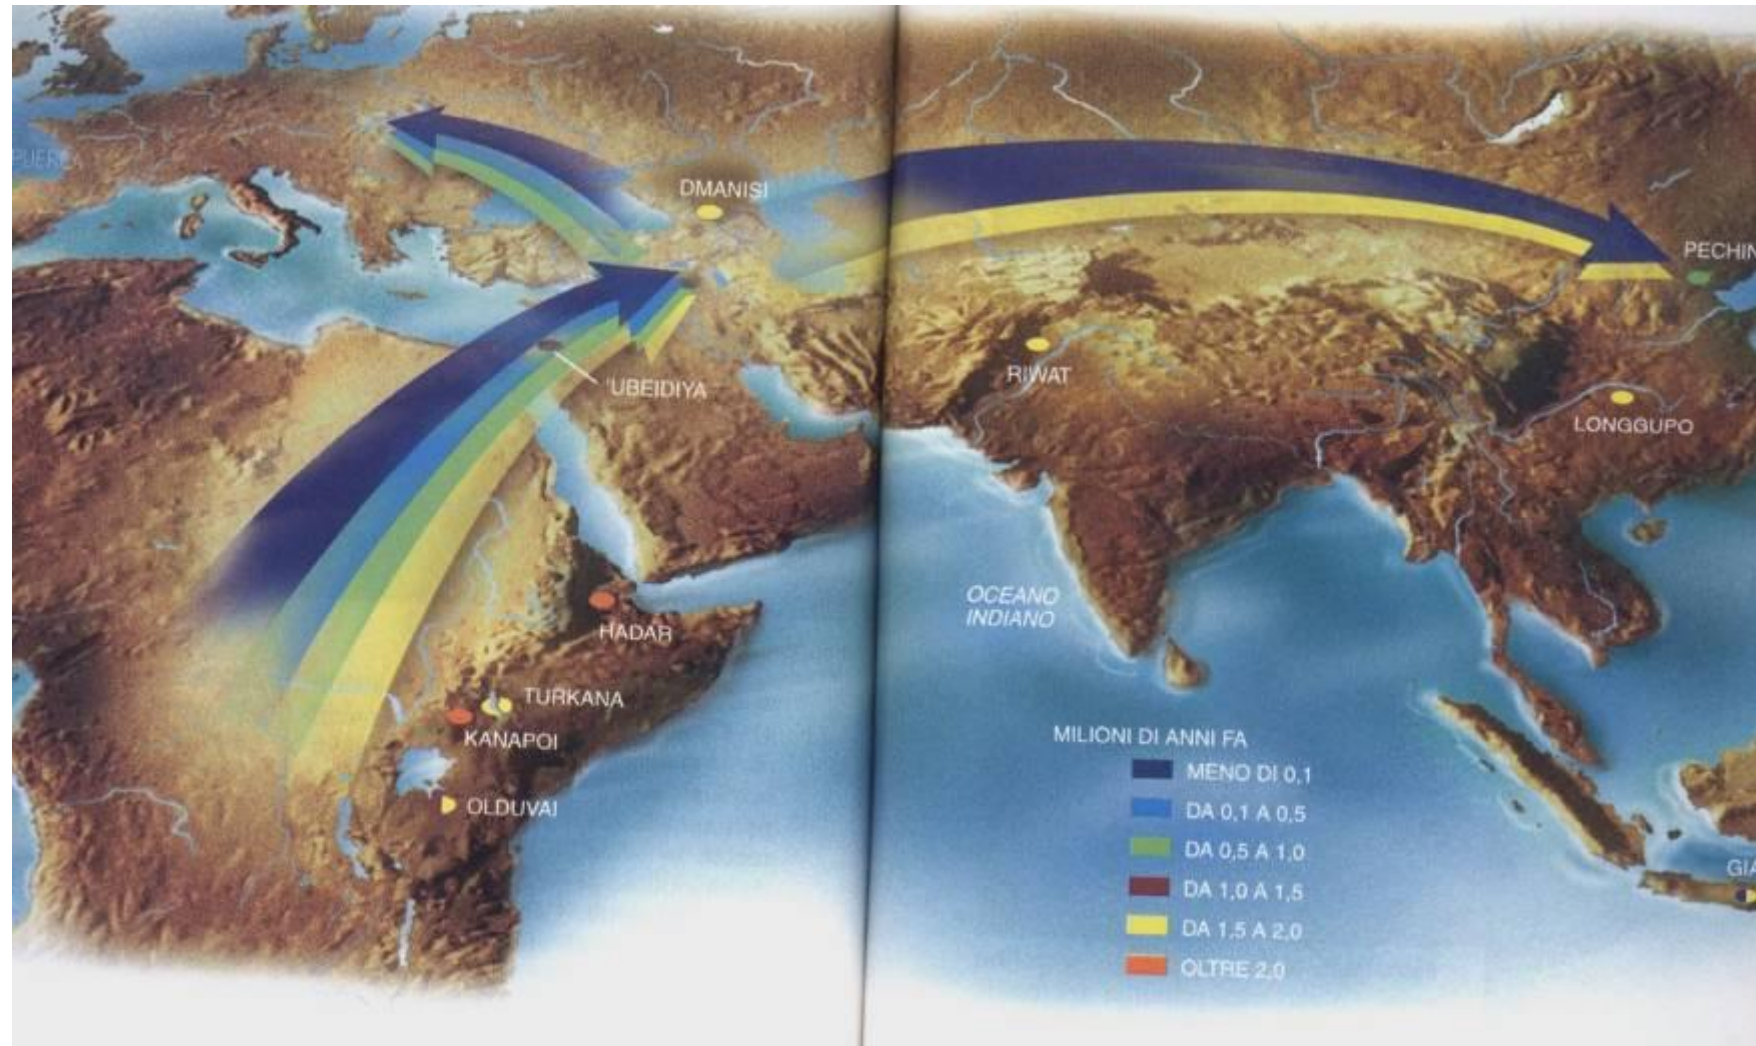 DMANISI
'UBEIDIYA
HADAR
TURKANA
KANAPOI
OLDUVAI
PECHIN
RIWAT
LONGGUPO
OCEANO
INDIANO
MILIONI DI ANNI FA
MENO DI 0,1
DA 0,1 A 0,5
DA 0,5 A 1,0
DA 1,0 A 1,5
DA 1,5 A 2,0
OLTRE 2,0
GIA